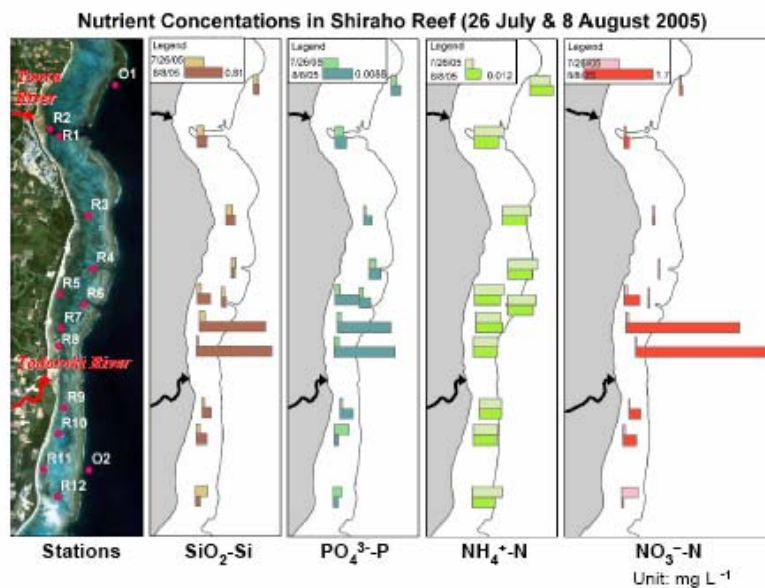 Nutrient Concentations in Shiraho Reef (26 July & 8 August 2005)
Legend
7/26/05
8/8/05 0.81
Legend
7/26/05
8/8/05 0.0088
Legend
7/26/05
8/8/05 0.012
Legend
7/26/05
8/8/05 1.7
O1
River
R2
R1
R3
R4
R5
R6
R7
R8
Todoroki River
R9
R10
R11
O2
R12
Stations
SiO₂-Si
PO₄³⁻-P
NH₄⁺-N
NO₃⁻-N
Unit: mg L⁻¹